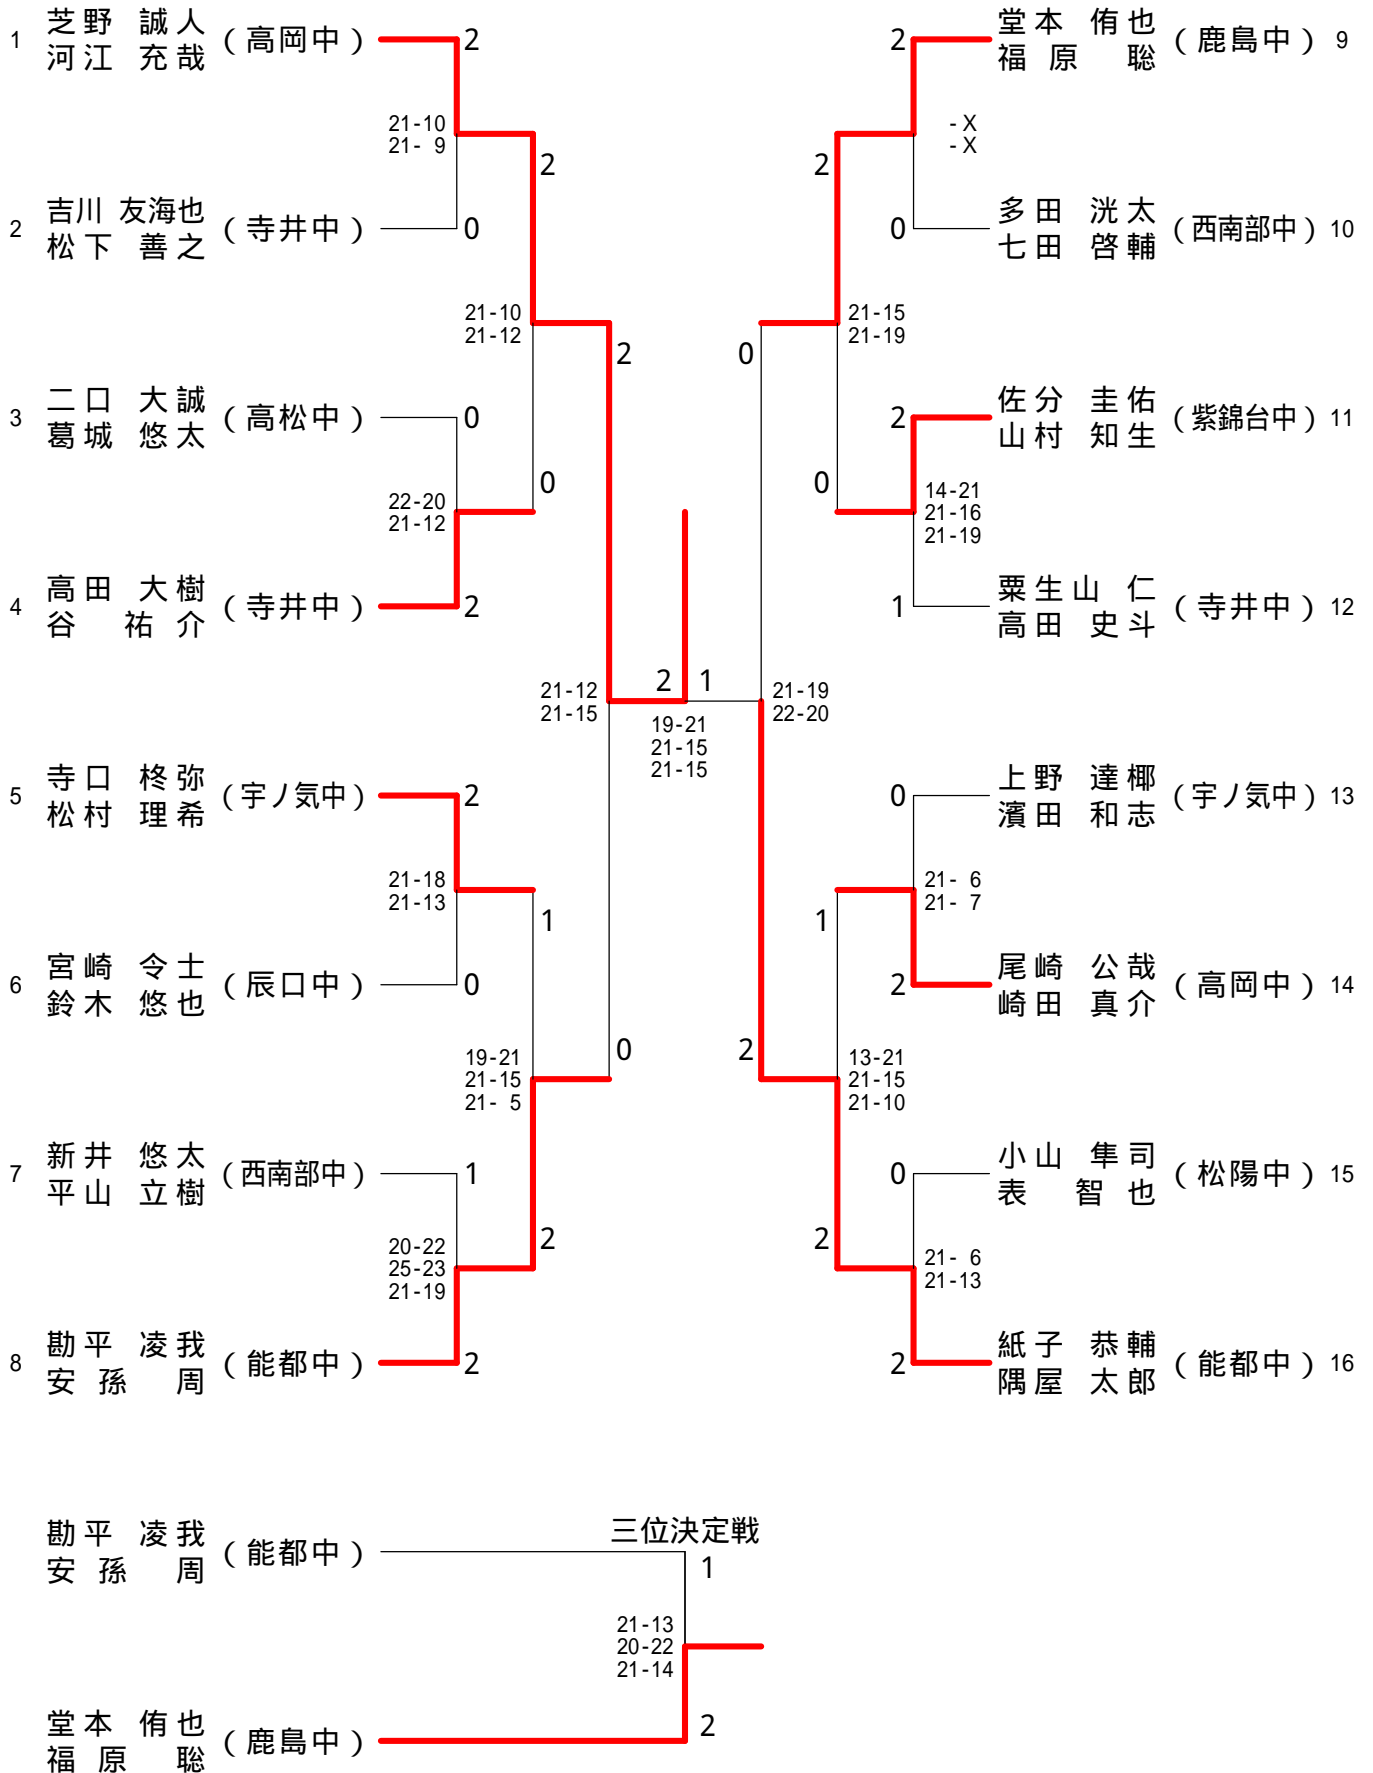 1 芝野 誠人 (高岡中) 2
河江 充哉
21-10
21- 9
2 吉川 友海也 (寺井中) 0
松下 善之
2
21-10
21-12
3 二口 大誠 (高松中) 0
葛城 悠太
0
22-20
21-12
4 高田 大樹 (寺井中) 2
谷 祐介
2
21-12
21-15
5 寺口 柊弥 (宇ノ気中) 2
松村 理希
21-18
21-13
6 宮崎 令士 (辰口中) 0
鈴木 悠也
1
19-21
21-15
21- 5
0
7 新井 悠太 (西南部中) 1
平山 立樹
2
20-22
25-23
21-19
8 勘平 凌我 (能都中) 2
安孫 周
2 1
19-21
21-15
21-15
2 堂本 侑也 (鹿島中) 9
福原 聡
- X
- X
0 多田 洸太 (西南部中) 10
七田 啓輔
2
21-15
21-19
0
2 佐分 圭佑 (紫錦台中) 11
山村 知生
0
14-21
21-16
21-19
1 粟生山 仁 (寺井中) 12
高田 史斗
21-19
22-20
0 上野 達椰 (宇ノ気中) 13
濱田 和志
21- 6
21- 7
1
2 尾崎 公哉 (高岡中) 14
崎田 真介
2
13-21
21-15
21-10
0 小山 隼司 (松陽中) 15
表 智也
2
21- 6
21-13
2 紙子 恭輔 (能都中) 16
隅屋 太郎
三位決定戦
勘平 凌我 (能都中) 1
安孫 周
21-13
20-22
21-14
堂本 侑也 (鹿島中) 2
福原 聡